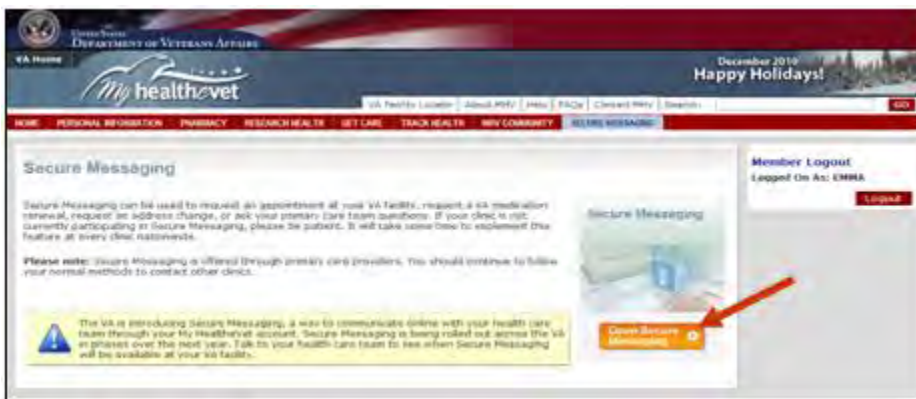 United States
DEPARTMENT OF VETERANS AFFAIRS
VA Home
My healthevet
December 2010
Happy Holidays!
VA Facility Locator | About MHV | Help | FAQs | Contact MHV | Search: GO
HOME PERSONAL INFORMATION PHARMACY RESEARCH HEALTH GET CARE TRACK HEALTH MHV COMMUNITY SECURE MESSAGING
Secure Messaging
Secure Messaging can be used to request an appointment at your VA facility, request a VA medication
renewal, request an address change, or ask your primary care team questions. If your clinic is not
currently participating in Secure Messaging, please be patient. It will take some time to implement this
feature at every clinic nationwide.
Please note: Secure Messaging is offered through primary care providers. You should continue to follow
your normal methods to contact other clinics.
The VA is introducing Secure Messaging, a way to communicate online with your health care
team through your My HealtheVet account. Secure Messaging is being rolled out across the VA
in phases over the next year. Talk to your health care team to see when Secure Messaging
will be available at your VA facility.
Secure Messaging
Open Secure
Messaging
Member Logout
Logged On As: EMMA
Logout